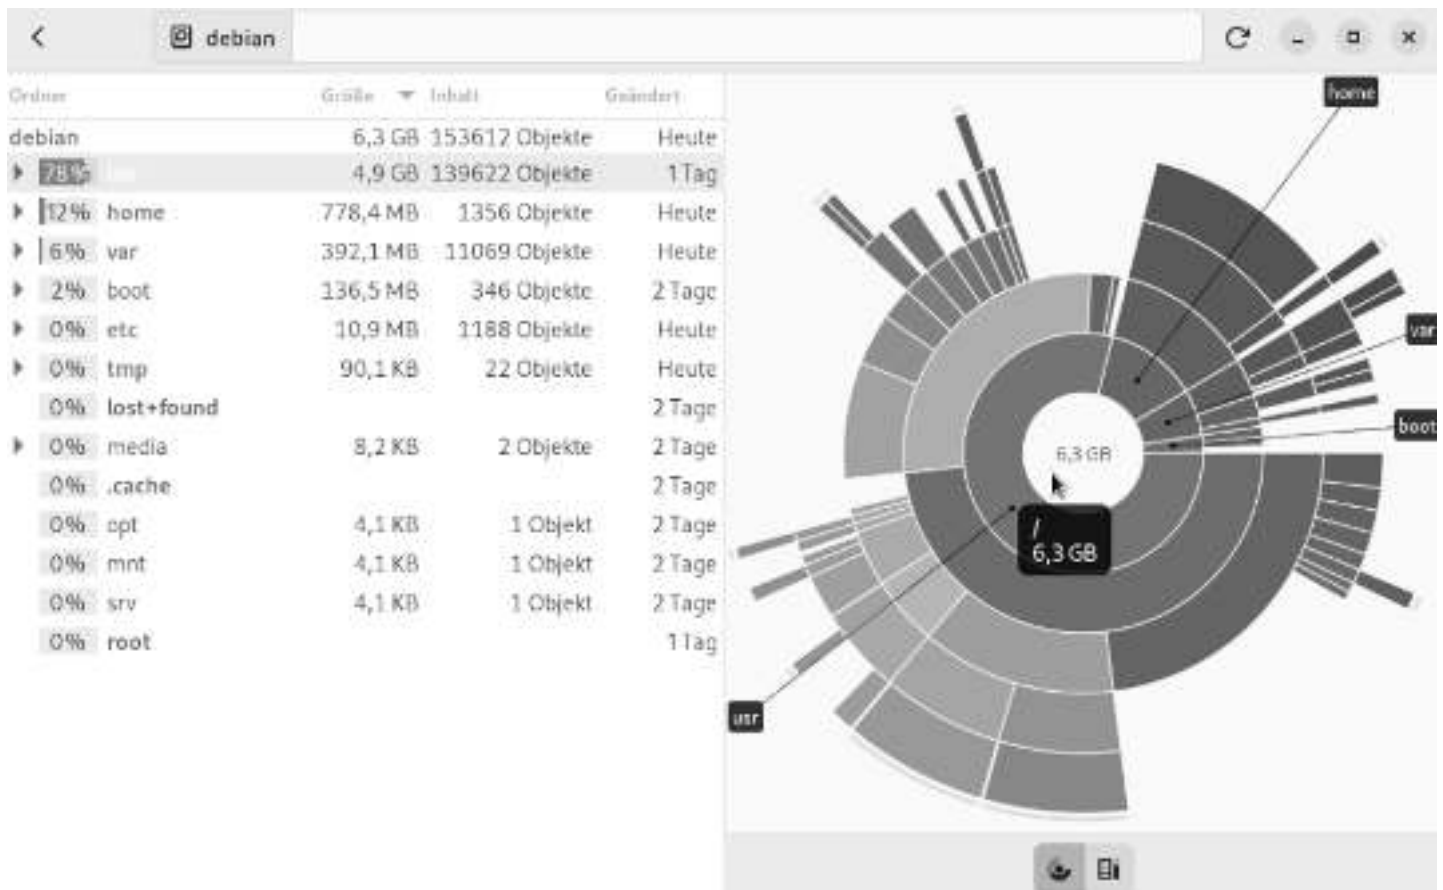 debian
Ordner Größe Inhalt Geändert
debian 6,3 GB 153612 Objekte Heute
78% 4,9 GB 139622 Objekte 1 Tag
12% home 778,4 MB 1356 Objekte Heute
6% var 392,1 MB 11069 Objekte Heute
2% boot 136,5 MB 346 Objekte 2 Tage
0% etc 10,9 MB 1188 Objekte Heute
0% tmp 90,1 KB 22 Objekte Heute
0% lost+found 2 Tage
0% media 8,2 KB 2 Objekte 2 Tage
0% .cache 2 Tage
0% opt 4,1 KB 1 Objekt 2 Tage
0% mnt 4,1 KB 1 Objekt 2 Tage
0% srv 4,1 KB 1 Objekt 2 Tage
0% root 1 Tag
home
var
boot
6,3 GB
/
6,3 GB
usr